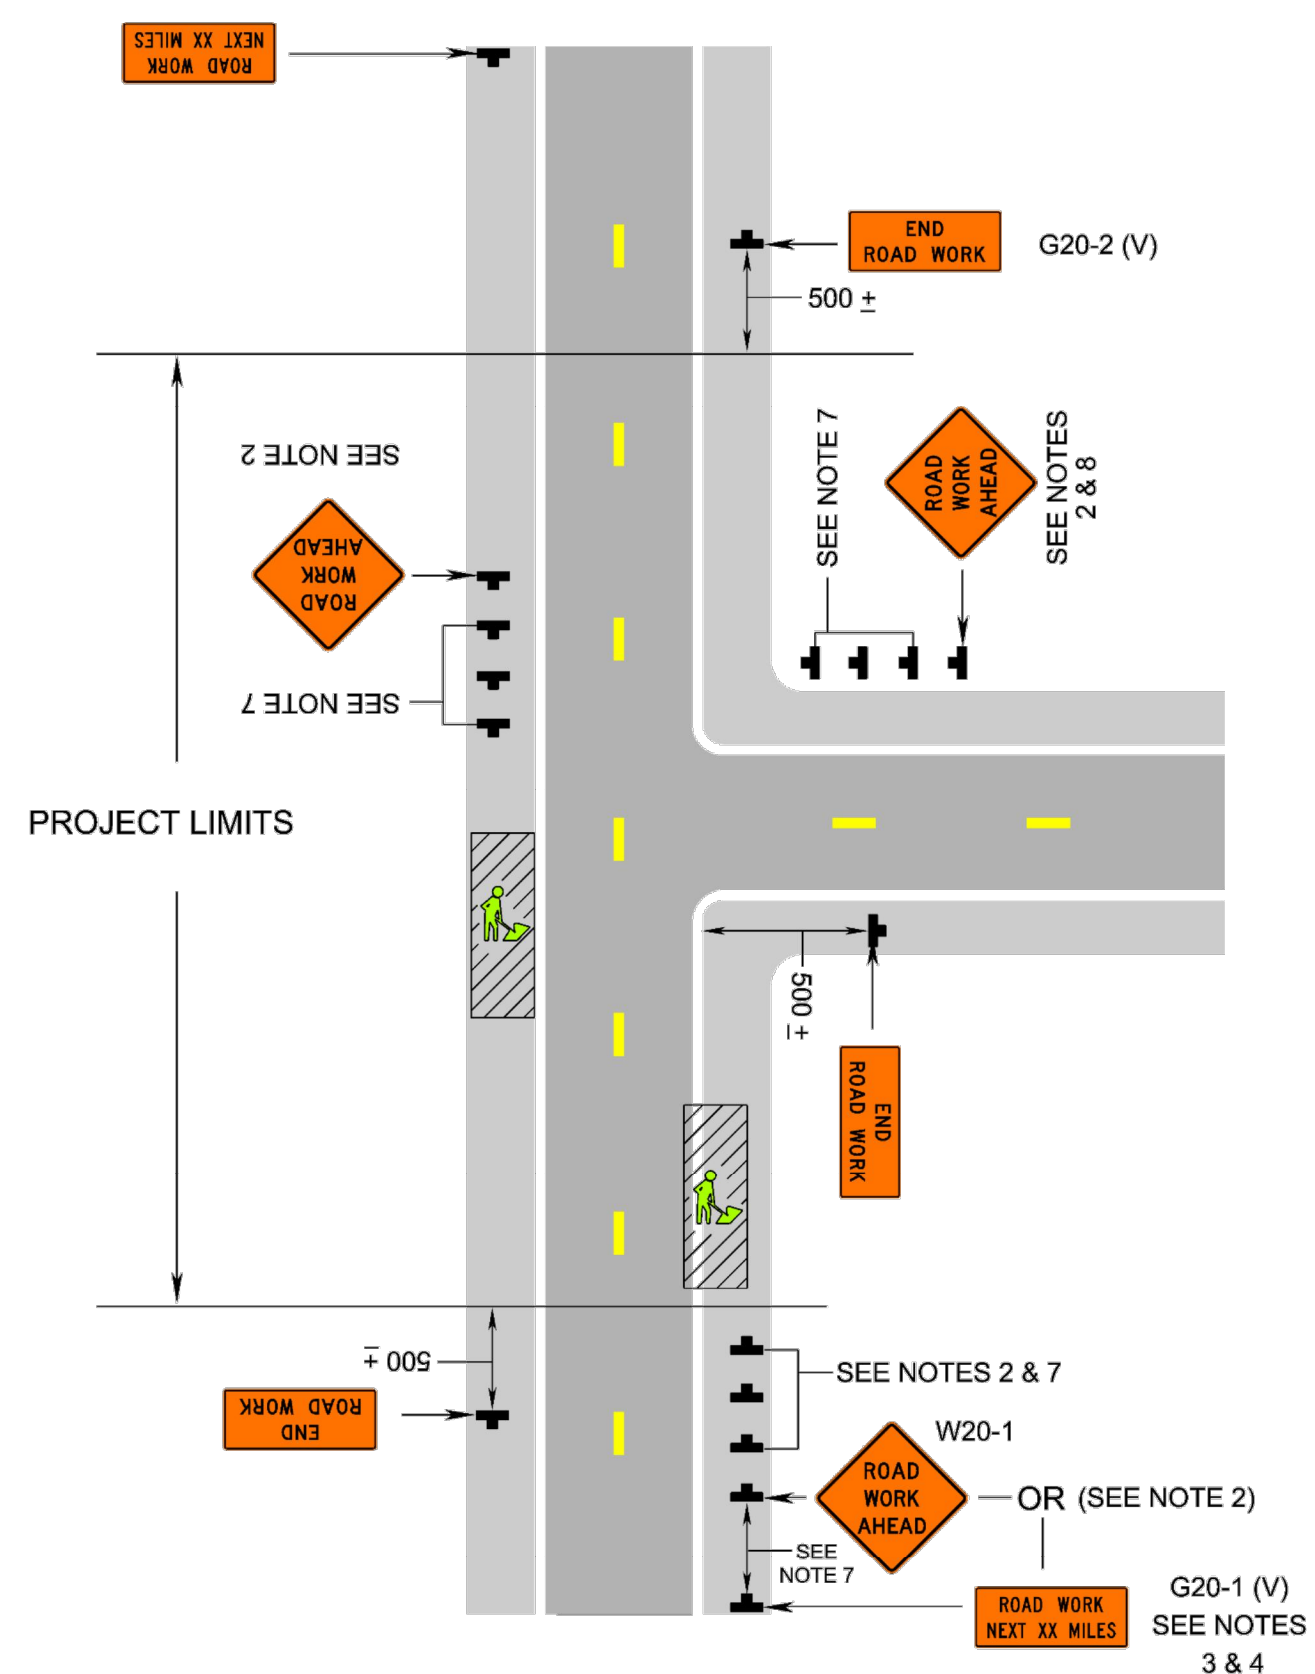 ROAD WORK
NEXT XX MILES
END
ROAD WORK
G20-2 (V)
500 ±
SEE NOTE 2
ROAD
WORK
AHEAD
SEE NOTE 7
SEE NOTE 7
ROAD
WORK
AHEAD
SEE NOTES
2 & 8
PROJECT LIMITS
500 ±
END
ROAD WORK
500 ±
END
ROAD WORK
SEE NOTES 2 & 7
W20-1
ROAD
WORK
AHEAD
OR (SEE NOTE 2)
SEE
NOTE 7
ROAD WORK
NEXT XX MILES
G20-1 (V)
SEE NOTES
3 & 4